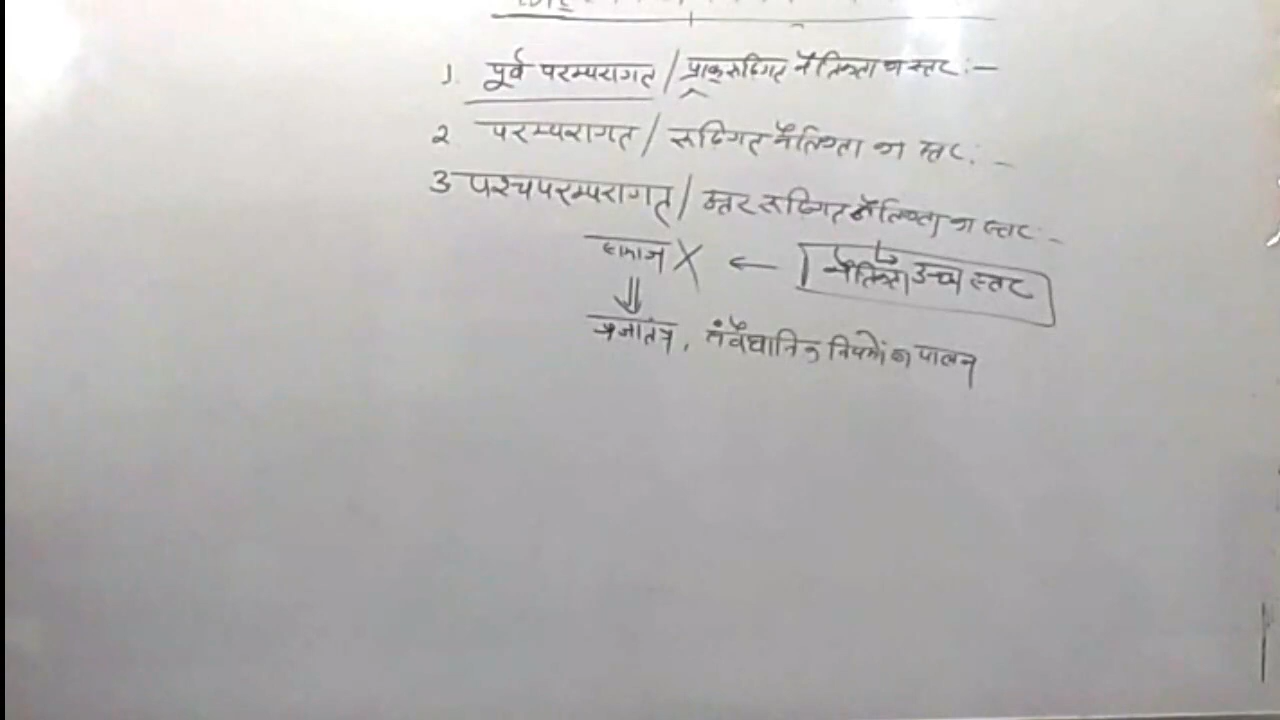 1. पूर्व परम्परागत / प्राक् रूढिगत नैतिकता का स्तर :-
2. परम्परागत / रूढिगत नैतिकता का स्तर :-
3 पश्चपरम्परागत / उत्तर रूढिगत नैतिकता का स्तर :-
समाज X ← नैतिकता उच्च स्तर
⇓
प्रजातंत्र, संवैधानिक नियमों का पालन